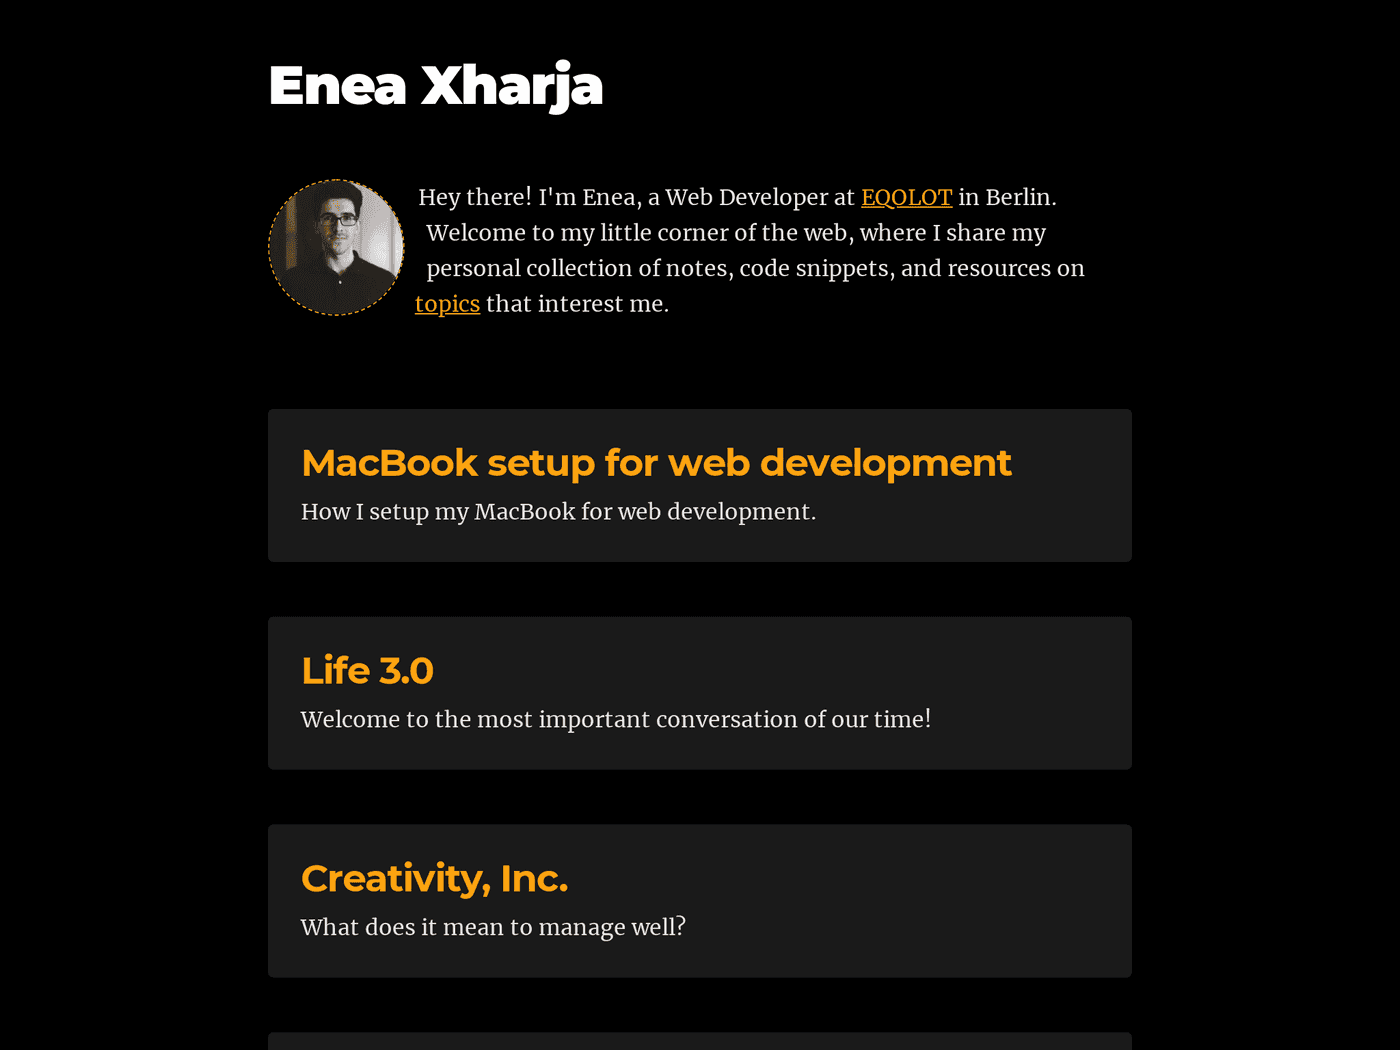 Enea Xharja
Hey there! I'm Enea, a Web Developer at EQOLOT in Berlin.
Welcome to my little corner of the web, where I share my
personal collection of notes, code snippets, and resources on
topics that interest me.
MacBook setup for web development
How I setup my MacBook for web development.
Life 3.0
Welcome to the most important conversation of our time!
Creativity, Inc.
What does it mean to manage well?